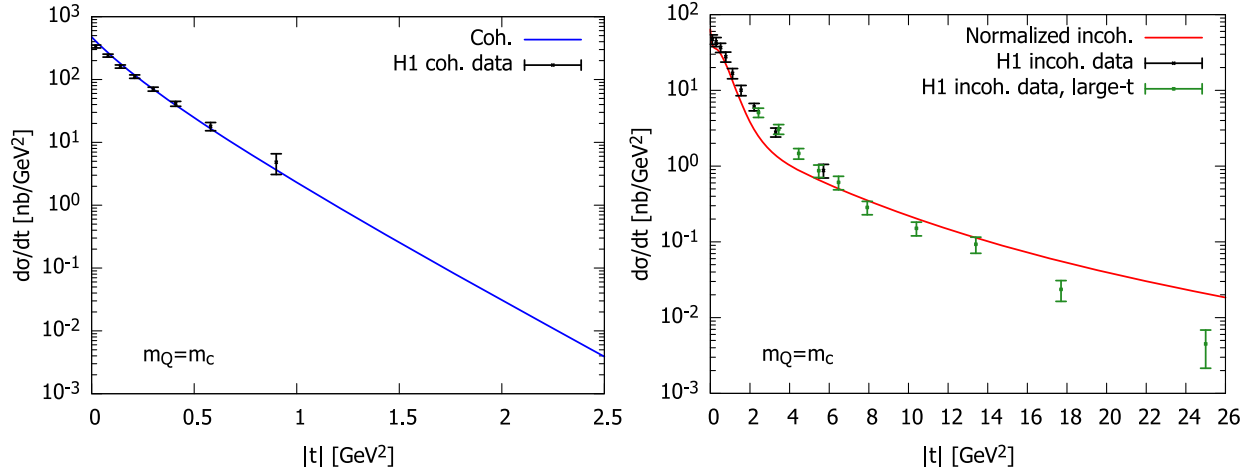 Coh.
H1 coh. data
dσ/dt [nb/GeV²]
10³
10²
10¹
10⁰
10⁻¹
10⁻²
10⁻³
m_Q=m_c
0 0.5 1 1.5 2 2.5
|t| [GeV²]
Normalized incoh.
H1 incoh. data
H1 incoh. data, large-t
dσ/dt [nb/GeV²]
10²
10¹
10⁰
10⁻¹
10⁻²
10⁻³
m_Q=m_c
0 2 4 6 8 10 12 14 16 18 20 22 24 26
|t| [GeV²]